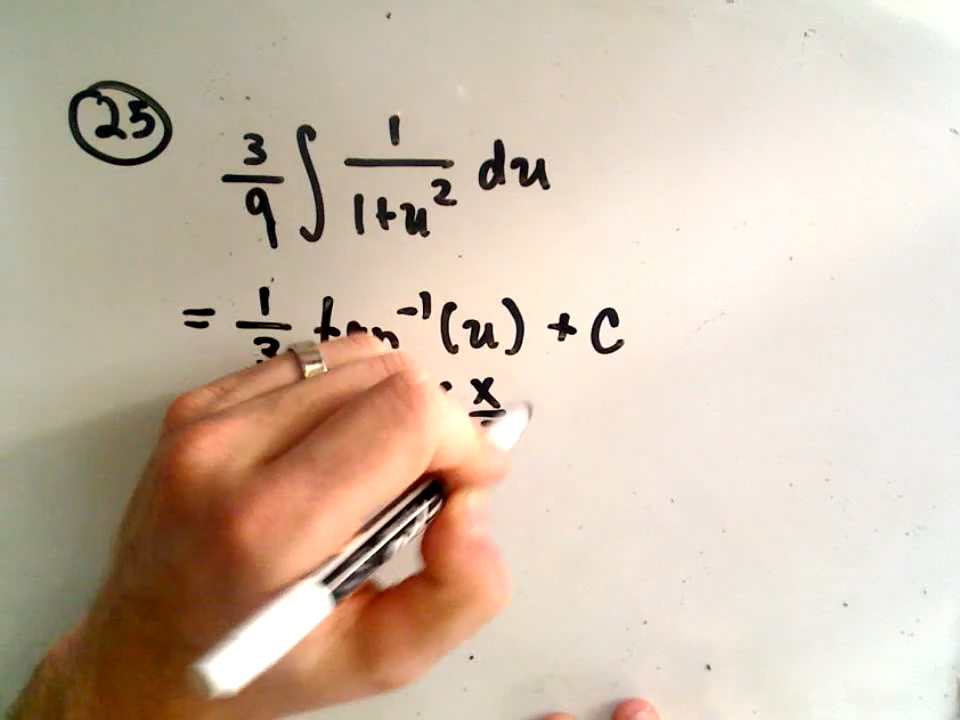 25
3/9 ∫ 1/(1+u²) du
= 1/3 tan⁻¹(u) + C
x